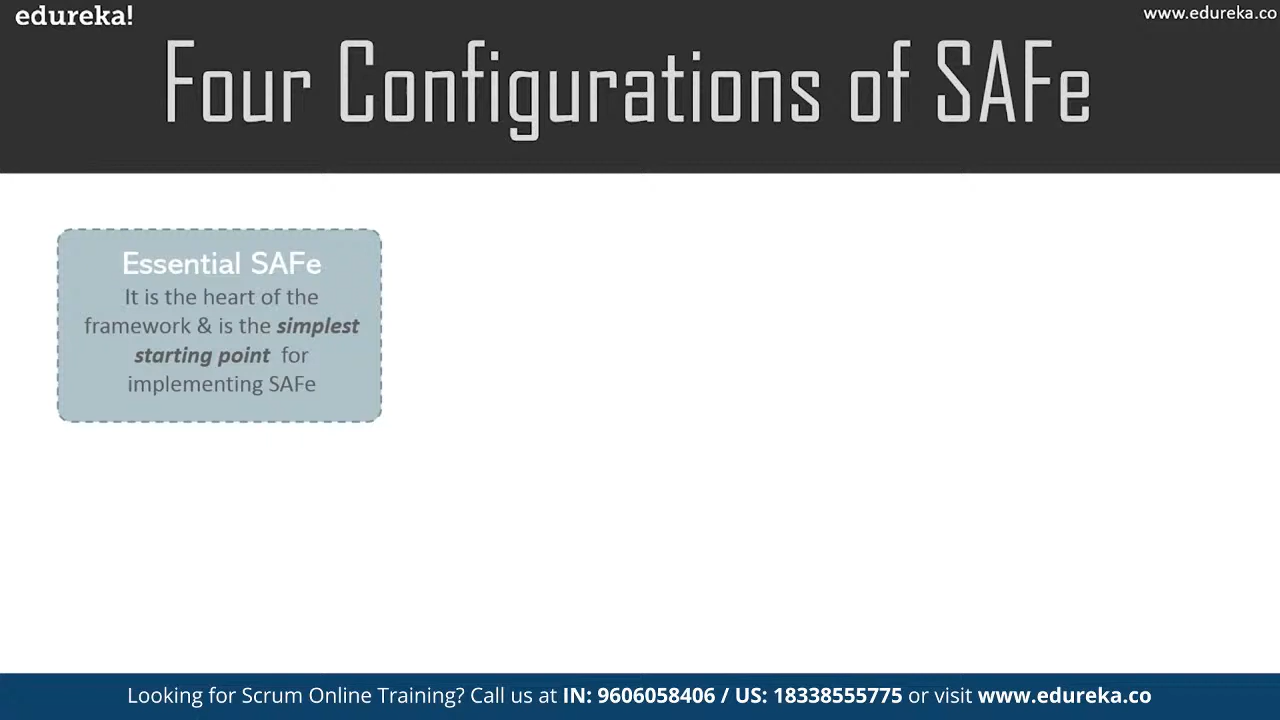 edureka!
www.edureka.co
Four Configurations of SAFe
Essential SAFe
It is the heart of the
framework & is the simplest
starting point for
implementing SAFe
Looking for Scrum Online Training? Call us at IN: 9606058406 / US: 18338555775 or visit www.edureka.co